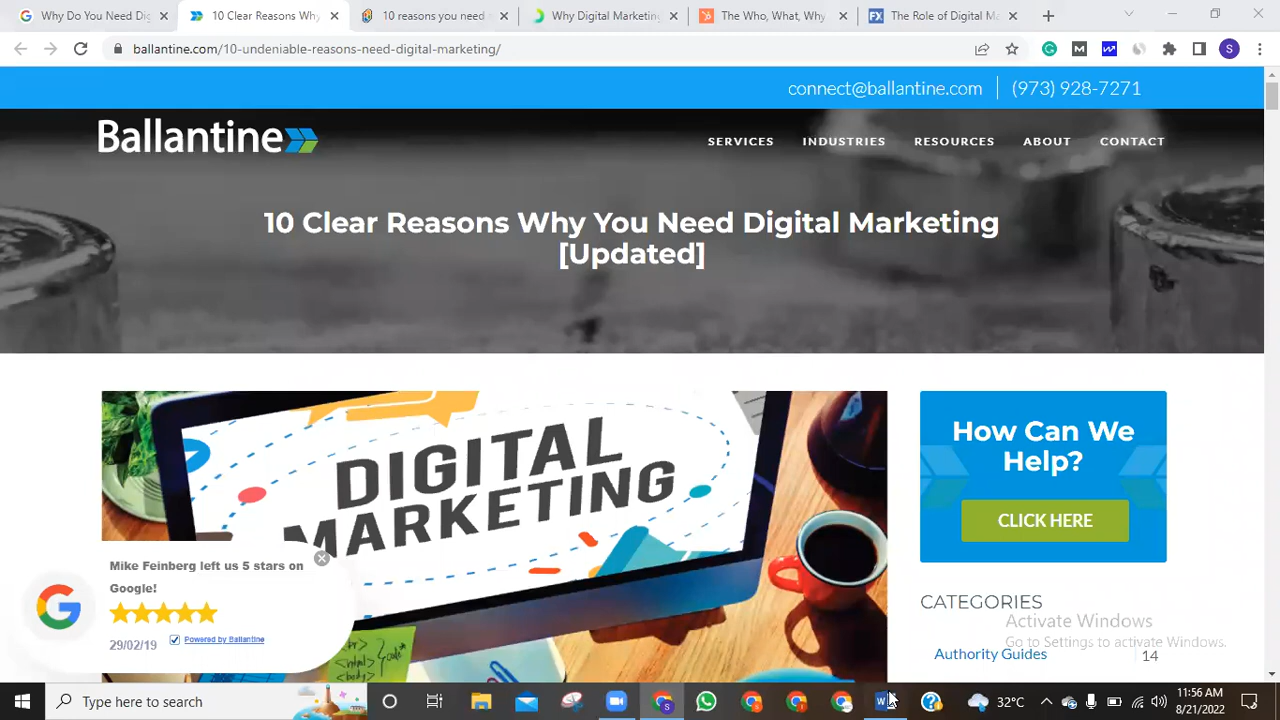 Why Do You Need Dig
10 Clear Reasons Why
10 reasons you need
Why Digital Marketing
The Who, What, Why
FX The Role of Digital Ma
ballantine.com/10-undeniable-reasons-need-digital-marketing/
S
connect@ballantine.com (973) 928-7271
Ballantine
SERVICES INDUSTRIES RESOURCES ABOUT CONTACT
10 Clear Reasons Why You Need Digital Marketing
[Updated]
DIGITAL
MARKETING
How Can We
Help?
CLICK HERE
Mike Feinberg left us 5 stars on
Google!
29/02/19 Powered by Ballantine
CATEGORIES
Authority Guides 14
Activate Windows
Go to Settings to activate Windows.
Type here to search
32°C
11:56 AM
8/21/2022